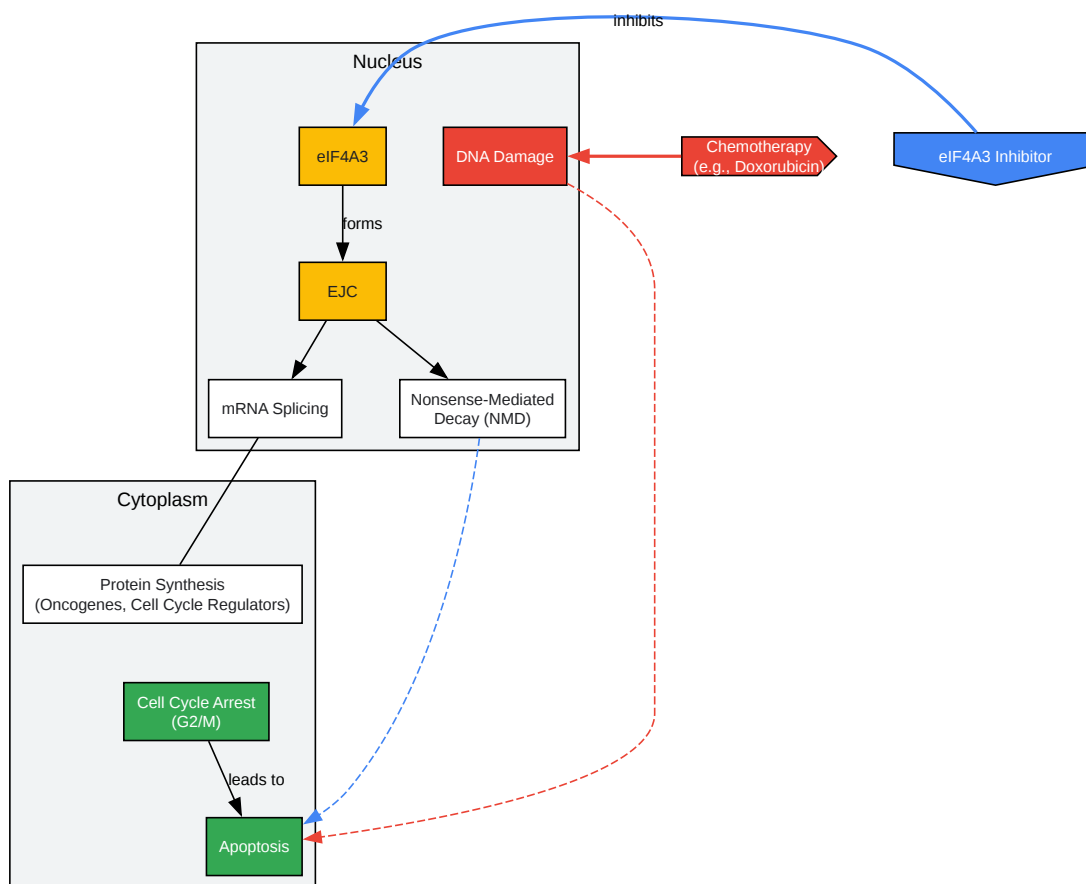 inhibits
Nucleus
eIF4A3
DNA Damage
Chemotherapy
(e.g., Doxorubicin)
eIF4A3 Inhibitor
forms
EJC
mRNA Splicing
Nonsense-Mediated
Decay (NMD)
Cytoplasm
Protein Synthesis
(Oncogenes, Cell Cycle Regulators)
Cell Cycle Arrest
(G2/M)
leads to
Apoptosis